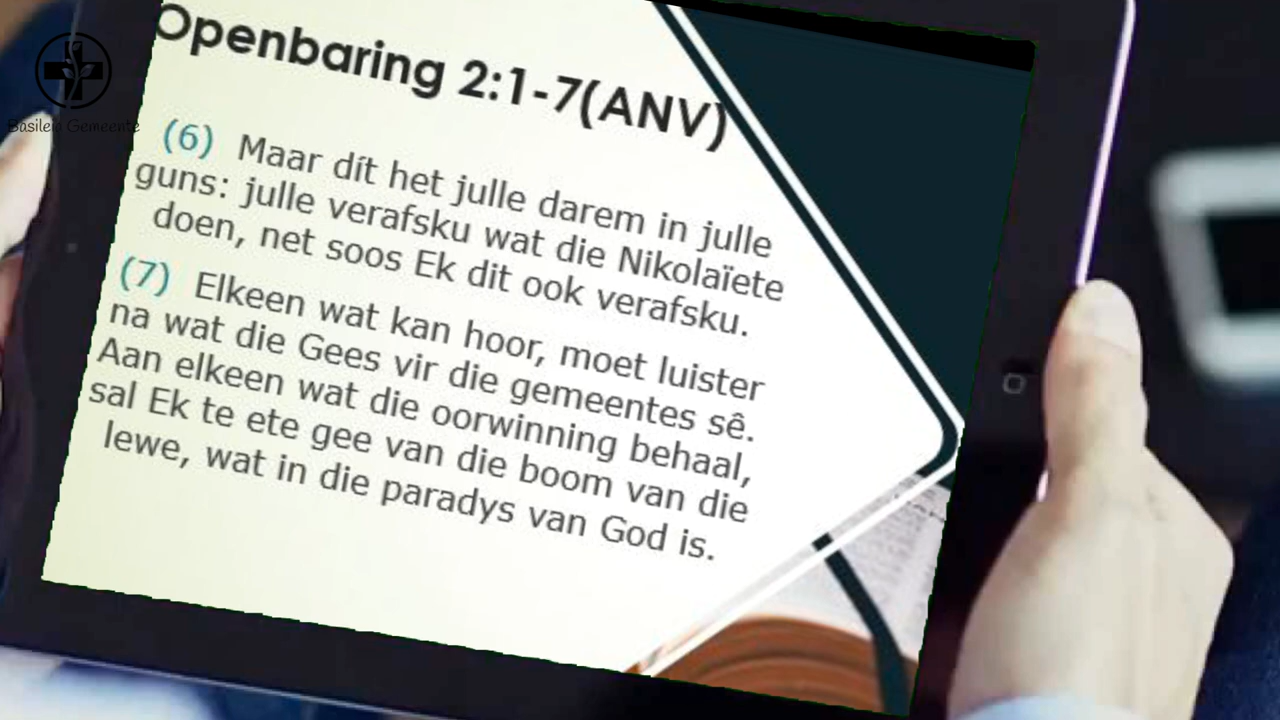 Openbaring 2:1-7(ANV)
(6) Maar dít het julle darem in julle
guns: julle verafsku wat die Nikolaïete
doen, net soos Ek dit ook verafsku.
(7) Elkeen wat kan hoor, moet luister
na wat die Gees vir die gemeentes sê.
Aan elkeen wat die oorwinning behaal,
sal Ek te ete gee van die boom van die
lewe, wat in die paradys van God is.
Basileia Gemeente